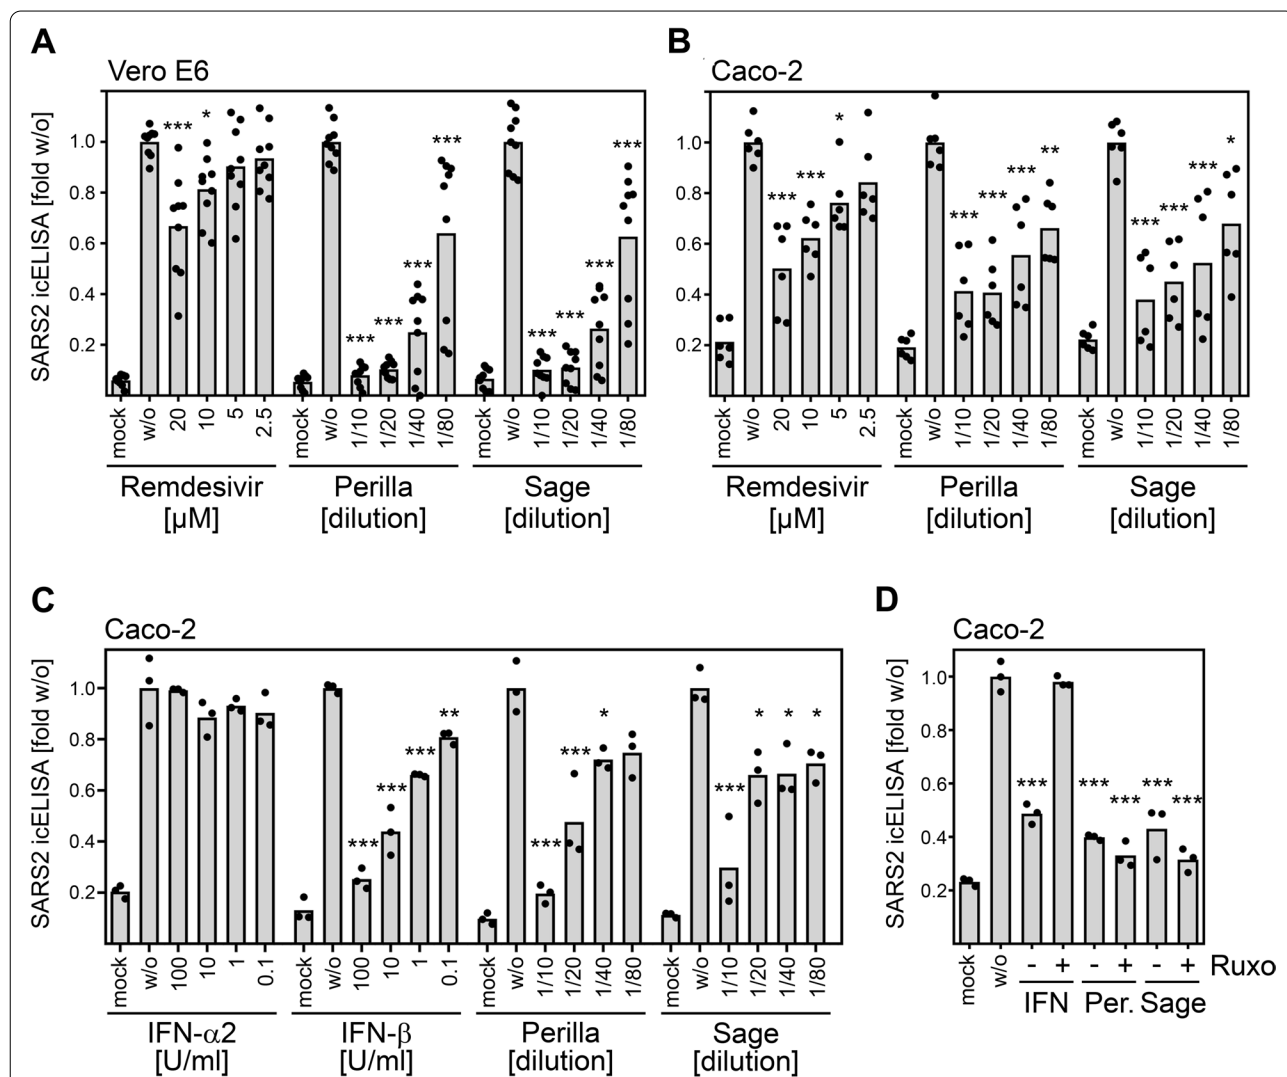 A
Vero E6
SARS2 icELISA [fold w/o]
1.0
0.8
0.6
0.4
0.2
*** * *** *** *** *** *** *** *** ***
mock w/o 20 10 5 2.5 mock w/o 1/10 1/20 1/40 1/80 mock w/o 1/10 1/20 1/40 1/80
Remdesivir Perilla Sage
[µM] [dilution] [dilution]
B
Caco-2
1.0
0.8
0.6
0.4
0.2
*** *** * *** *** *** ** *** *** *** *
mock w/o 20 10 5 2.5 mock w/o 1/10 1/20 1/40 1/80 mock w/o 1/10 1/20 1/40 1/80
Remdesivir Perilla Sage
[µM] [dilution] [dilution]
C
Caco-2
SARS2 icELISA [fold w/o]
1.0
0.8
0.6
0.4
0.2
*** *** *** ** *** *** * *** * * *
mock w/o 100 10 1 0.1 mock w/o 100 10 1 0.1 mock w/o 1/10 1/20 1/40 1/80 mock w/o 1/10 1/20 1/40 1/80
IFN-α2 IFN-β Perilla Sage
[U/ml] [U/ml] [dilution] [dilution]
D
Caco-2
SARS2 icELISA [fold w/o]
1.0
0.8
0.6
0.4
0.2
*** *** *** *** ***
mock w/o - + - + - + Ruxo
IFN Per. Sage